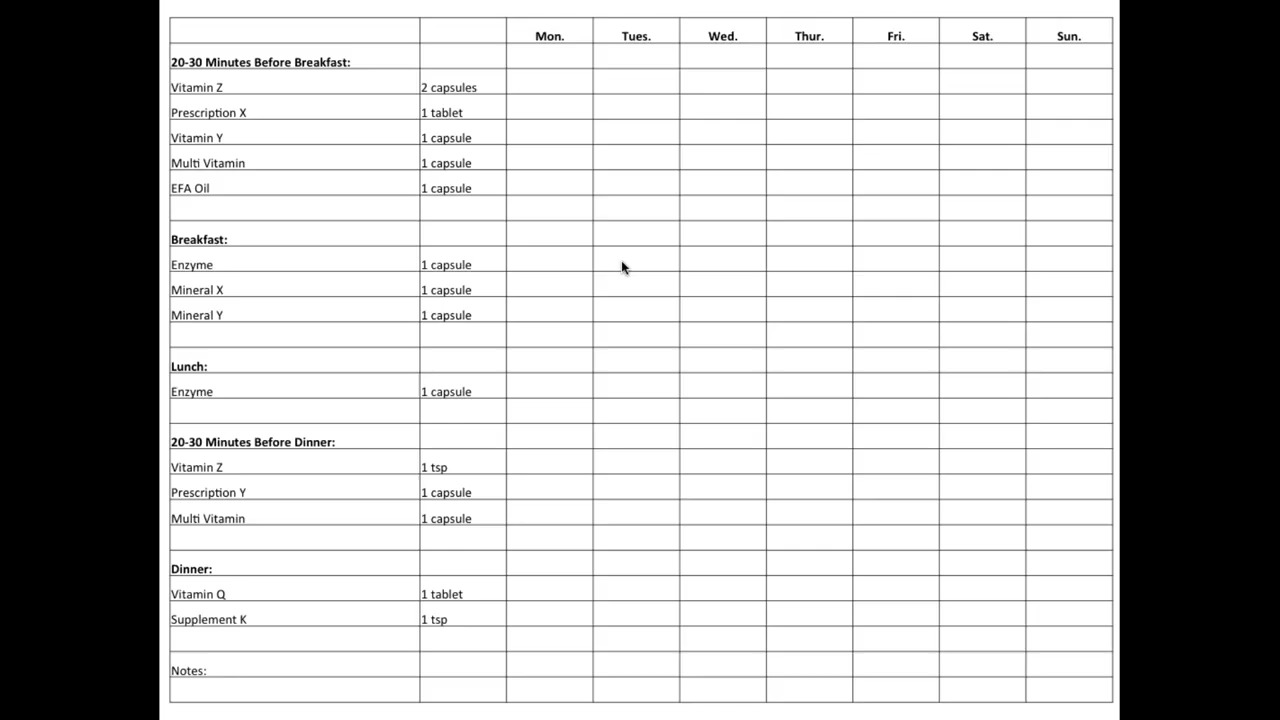 Mon. Tues. Wed. Thur. Fri. Sat. Sun.
20-30 Minutes Before Breakfast:
Vitamin Z 2 capsules
Prescription X 1 tablet
Vitamin Y 1 capsule
Multi Vitamin 1 capsule
EFA Oil 1 capsule
Breakfast:
Enzyme 1 capsule
Mineral X 1 capsule
Mineral Y 1 capsule
Lunch:
Enzyme 1 capsule
20-30 Minutes Before Dinner:
Vitamin Z 1 tsp
Prescription Y 1 capsule
Multi Vitamin 1 capsule
Dinner:
Vitamin Q 1 tablet
Supplement K 1 tsp
Notes: